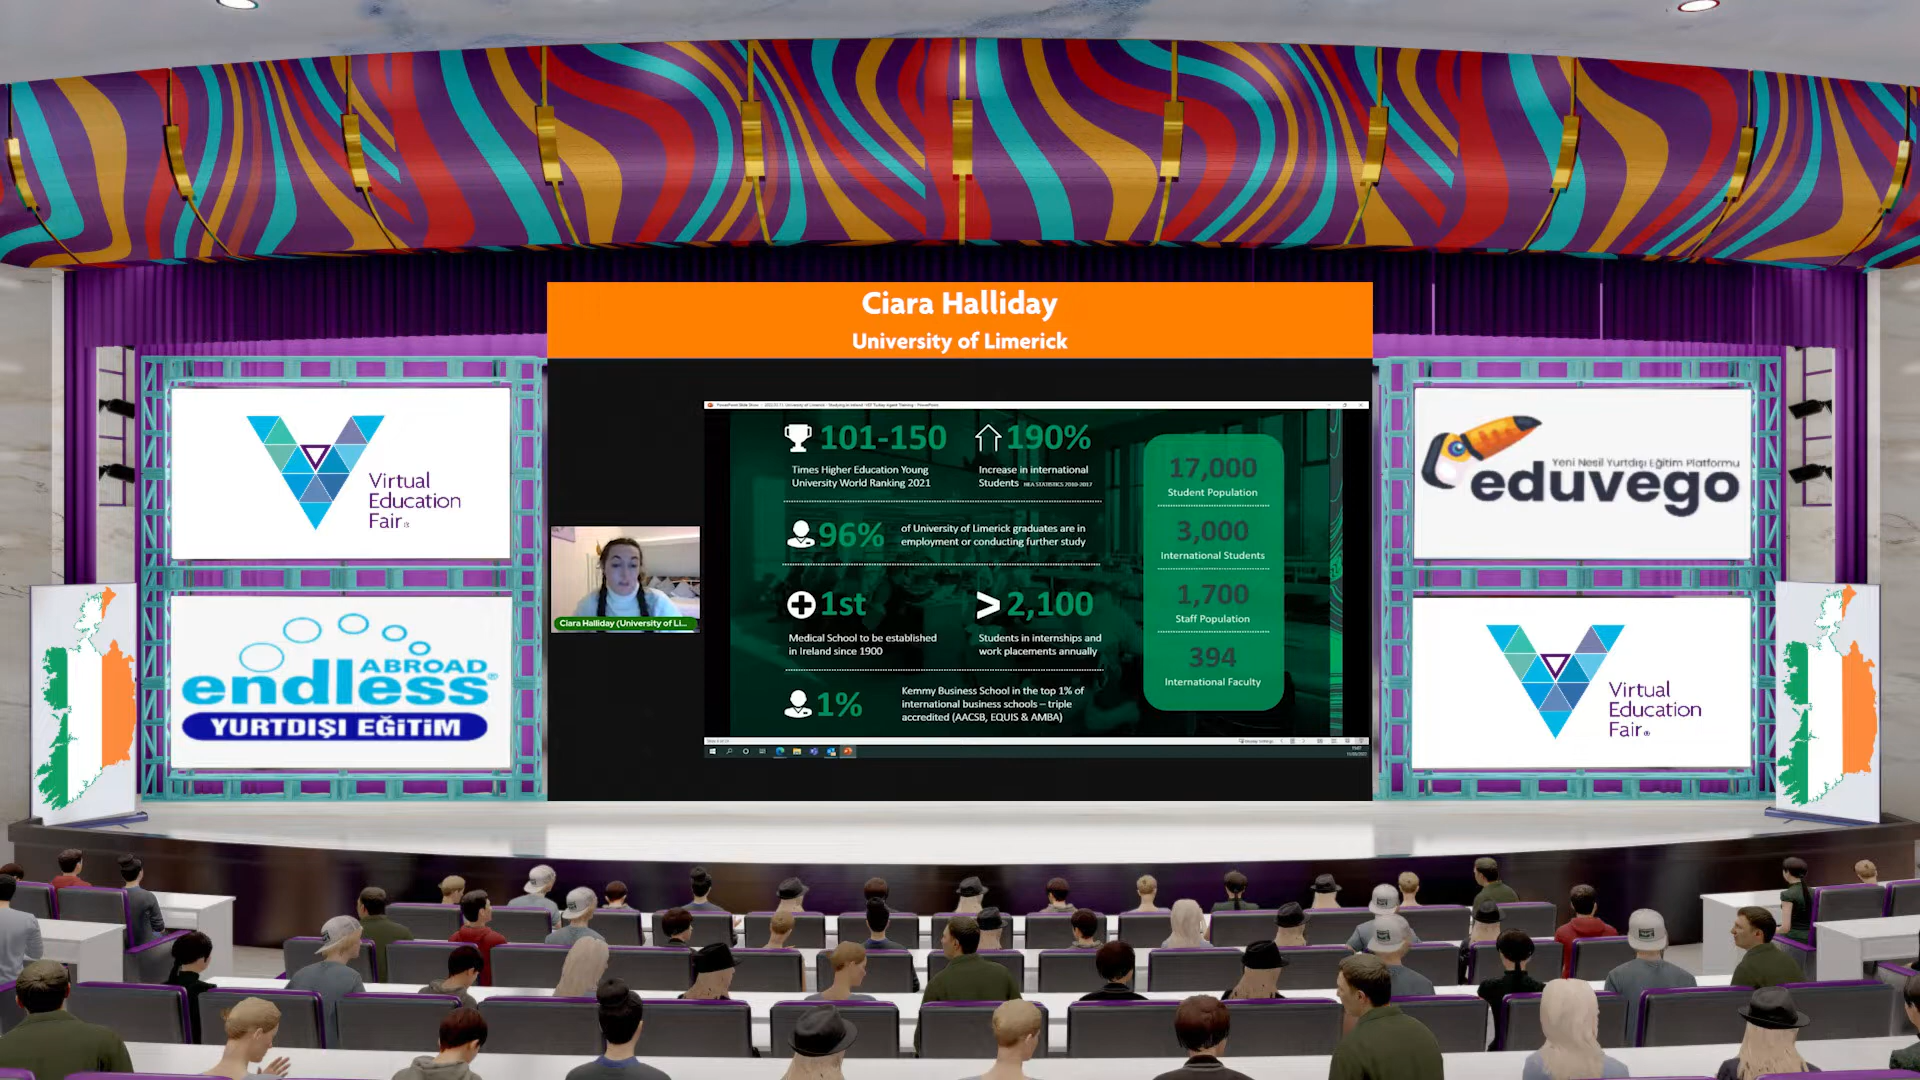 Ciara Halliday
University of Limerick
Virtual
Education
Fair
ABROAD
endless®
YURTDIŞI EĞİTİM
Ciara Halliday (University of Li...
101-150
Times Higher Education Young
University World Ranking 2021
190%
Increase in international
Students HEA STATISTICS 2010-2017
96%
of University of Limerick graduates are in
employment or conducting further study
1st
Medical School to be established
in Ireland since 1900
> 2,100
Students in internships and
work placements annually
1%
Kemmy Business School in the top 1% of
international business schools – triple
accredited (AACSB, EQUIS & AMBA)
17,000
Student Population
3,000
International Students
1,700
Staff Population
394
International Faculty
Yeni Nesil Yurtdışı Eğitim Platformu
eduvego
Virtual
Education
Fair®